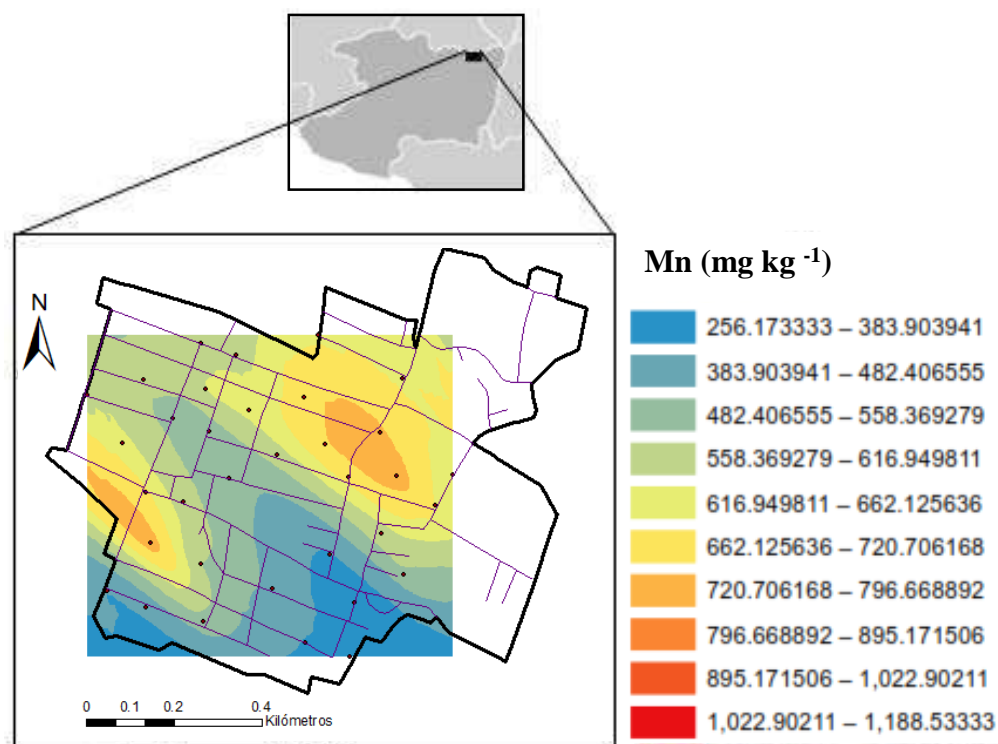 Mn (mg kg -1)
N
256.173333 – 383.903941
383.903941 – 482.406555
482.406555 – 558.369279
558.369279 – 616.949811
616.949811 – 662.125636
662.125636 – 720.706168
720.706168 – 796.668892
796.668892 – 895.171506
895.171506 – 1,022.90211
1,022.90211 – 1,188.53333
0 0.1 0.2 0.4
Kilómetros